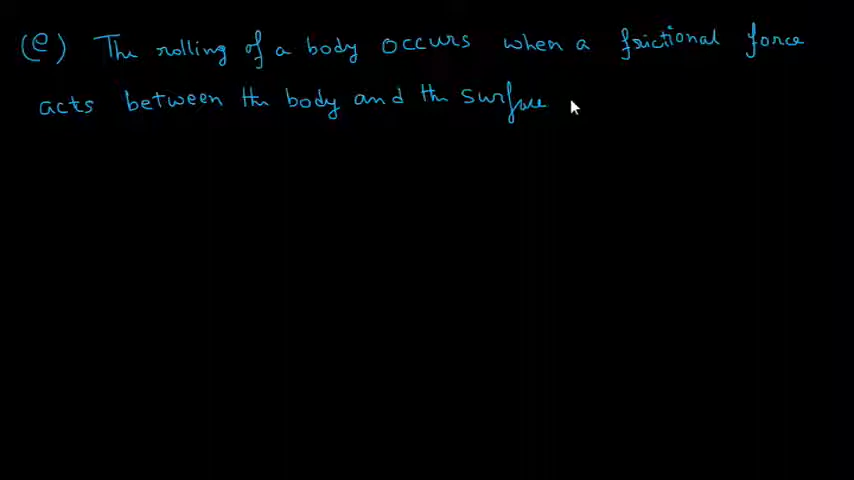 (e) The rolling of a body occurs when a frictional force
acts between the body and the surface